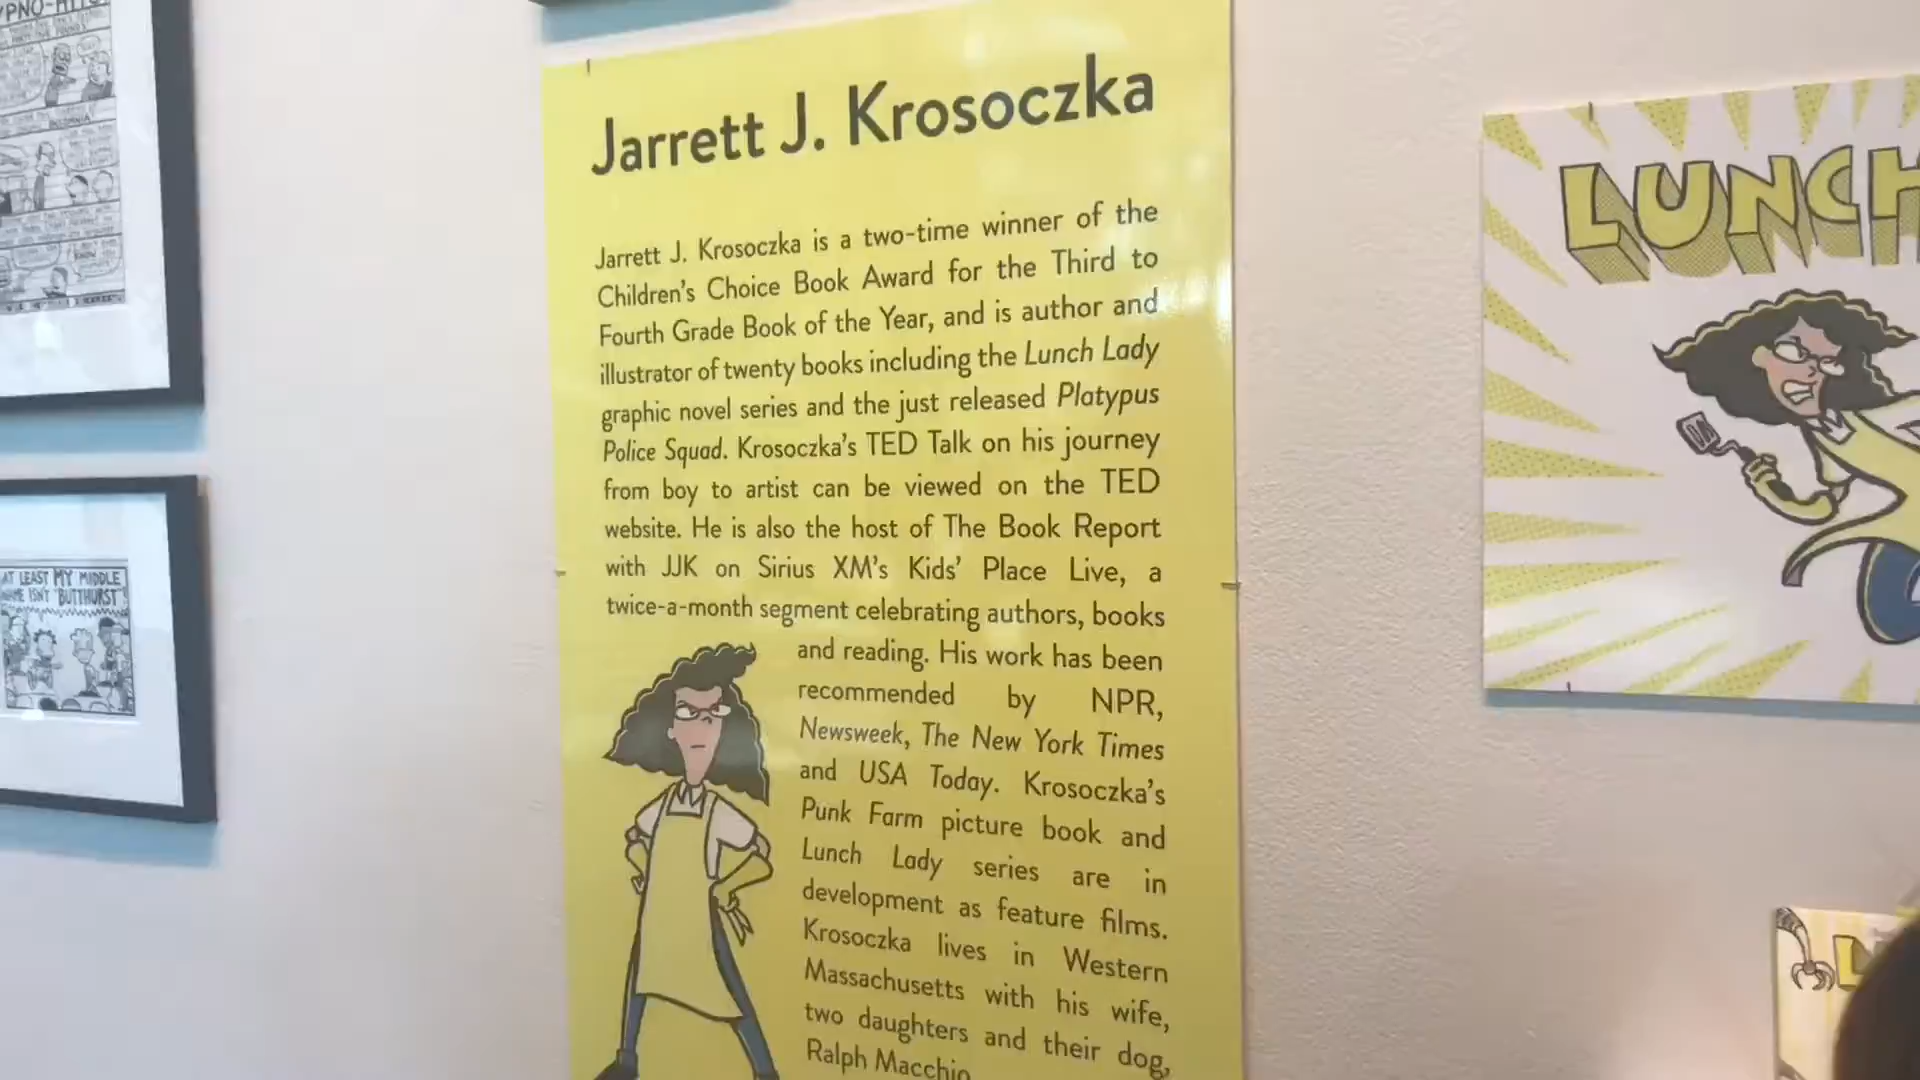 YPNO-HITS!
INSOMNIA
AT LEAST MY MIDDLE
NAME ISN'T "BUTTHURST"!
Jarrett J. Krosoczka
Jarrett J. Krosoczka is a two-time winner of the
Children's Choice Book Award for the Third to
Fourth Grade Book of the Year, and is author and
illustrator of twenty books including the Lunch Lady
graphic novel series and the just released Platypus
Police Squad. Krosoczka's TED Talk on his journey
from boy to artist can be viewed on the TED
website. He is also the host of The Book Report
with JJK on Sirius XM's Kids' Place Live, a
twice-a-month segment celebrating authors, books
and reading. His work has been
recommended by NPR,
Newsweek, The New York Times
and USA Today. Krosoczka's
Punk Farm picture book and
Lunch Lady series are in
development as feature films.
Krosoczka lives in Western
Massachusetts with his wife,
two daughters and their dog,
Ralph Macchio
LUNCH